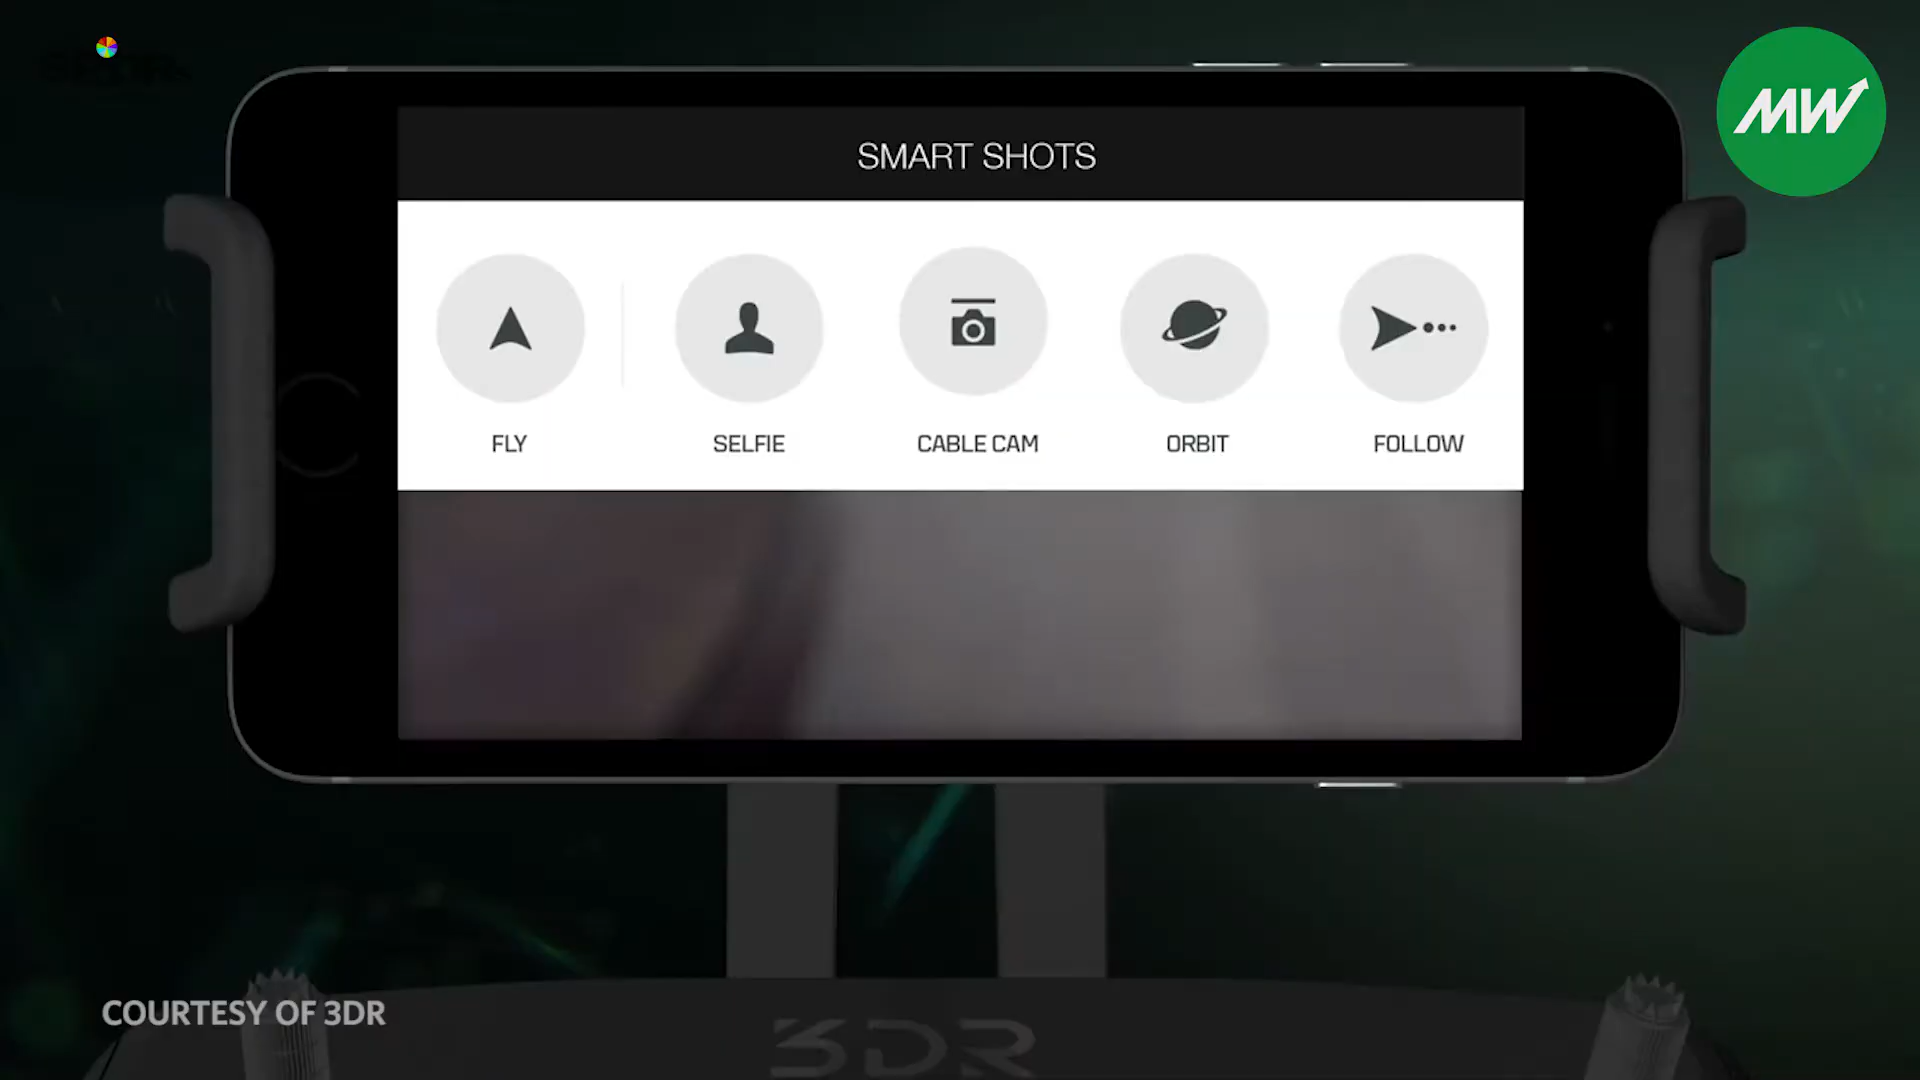 MW
SMART SHOTS
FLY
SELFIE
CABLE CAM
ORBIT
FOLLOW
COURTESY OF 3DR
3DR